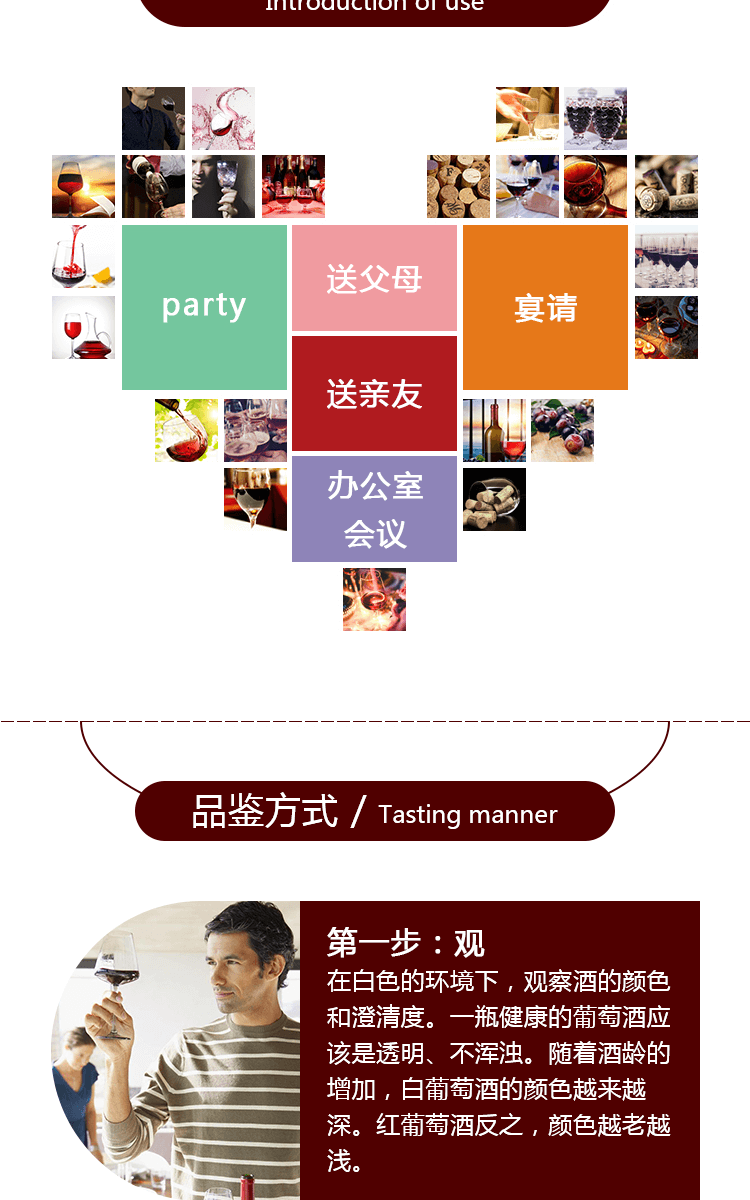 Introduction of use
party
送父母
宴请
送亲友
办公室
会议
品鉴方式 / Tasting manner
第一步：观
在白色的环境下，观察酒的颜色
和澄清度。一瓶健康的葡萄酒应
该是透明、不浑浊。随着酒龄的
增加，白葡萄酒的颜色越来越
深。红葡萄酒反之，颜色越老越
浅。